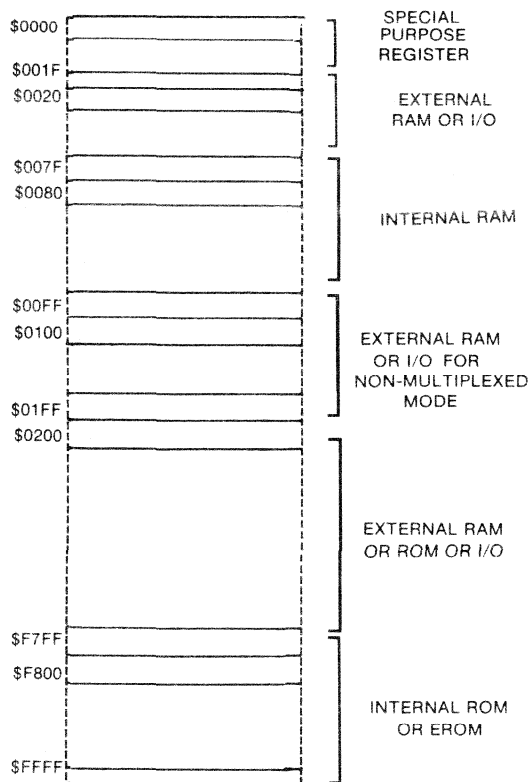 $0000
SPECIAL
PURPOSE
REGISTER
$001F
$0020
EXTERNAL
RAM OR I/O
$007F
$0080
INTERNAL RAM
$00FF
$0100
EXTERNAL RAM
OR I/O FOR
NON-MULTIPLEXED
MODE
$01FF
$0200
EXTERNAL RAM
OR ROM OR I/O
$F7FF
$F800
INTERNAL ROM
OR EROM
$FFFF